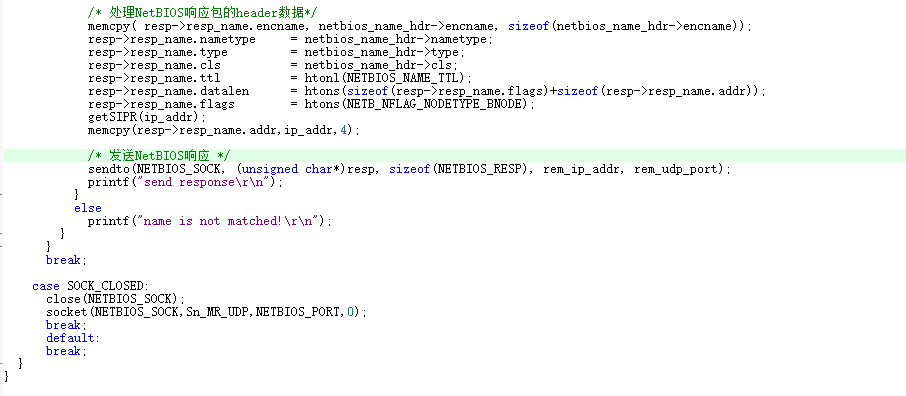 /* 处理NetBIOS响应包的header数据*/
memcpy( resp->resp_name.encname, netbios_name_hdr->encname, sizeof(netbios_name_hdr->encname));
resp->resp_name.nametype     = netbios_name_hdr->nametype;
resp->resp_name.type         = netbios_name_hdr->type;
resp->resp_name.cls          = netbios_name_hdr->cls;
resp->resp_name.ttl          = htonl(NETBIOS_NAME_TTL);
resp->resp_name.datalen      = htons(sizeof(resp->resp_name.flags)+sizeof(resp->resp_name.addr));
resp->resp_name.flags        = htons(NETB_NFLAG_NODETYPE_BNODE);
getSIPR(ip_addr);
memcpy(resp->resp_name.addr,ip_addr,4);
/* 发送NetBIOS响应 */
sendto(NETBIOS_SOCK, (unsigned char*)resp, sizeof(NETBIOS_RESP), rem_ip_addr, rem_udp_port);
printf("send response\r\n");
}
else
printf("name is not matched!\r\n");
}
}
break;
case SOCK_CLOSED:
close(NETBIOS_SOCK);
socket(NETBIOS_SOCK,Sn_MR_UDP,NETBIOS_PORT,0);
break;
default:
break;
}
}